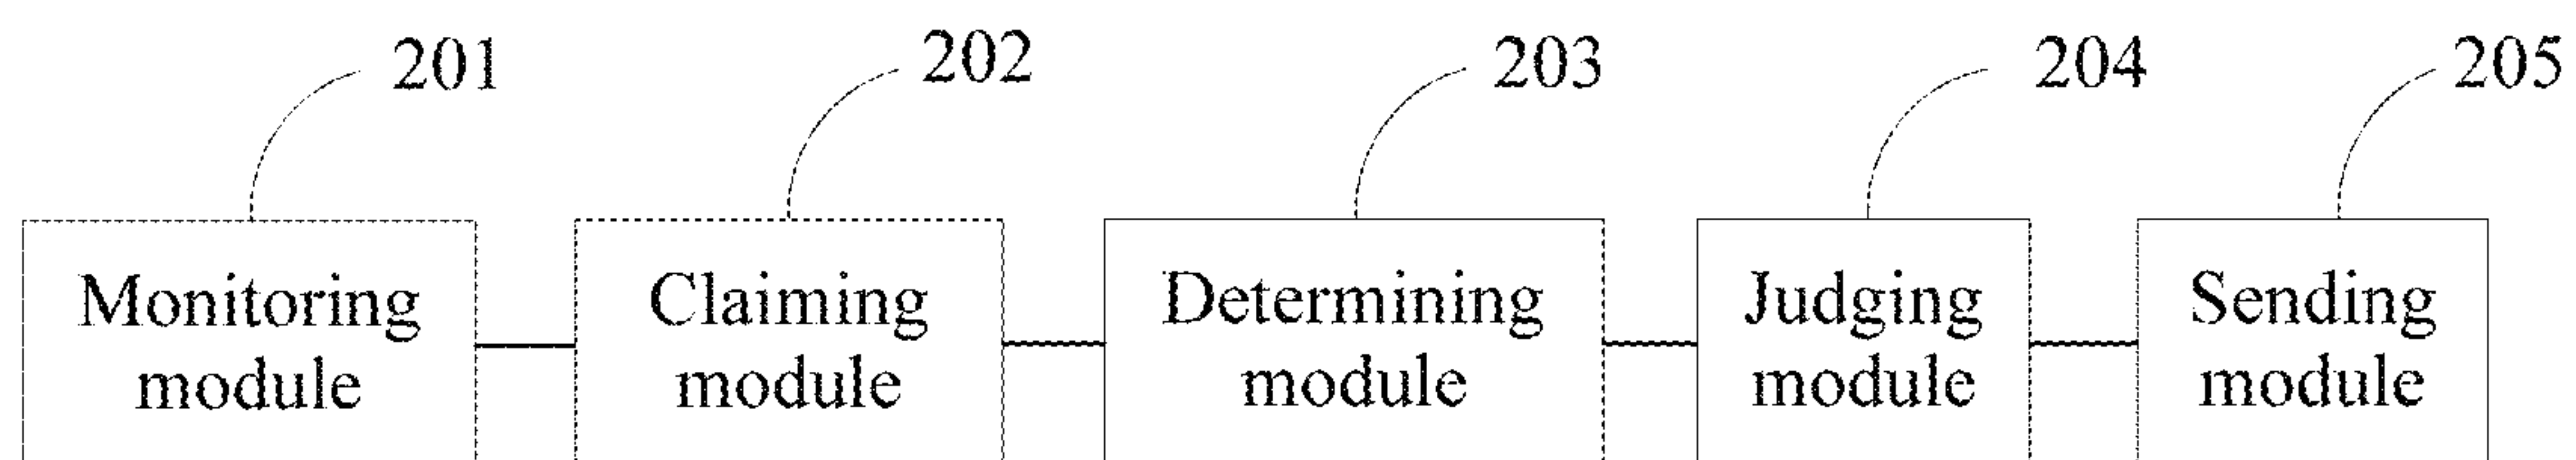 201 202 203 204 205
Monitoring module
Claiming module
Determining module
Judging module
Sending module